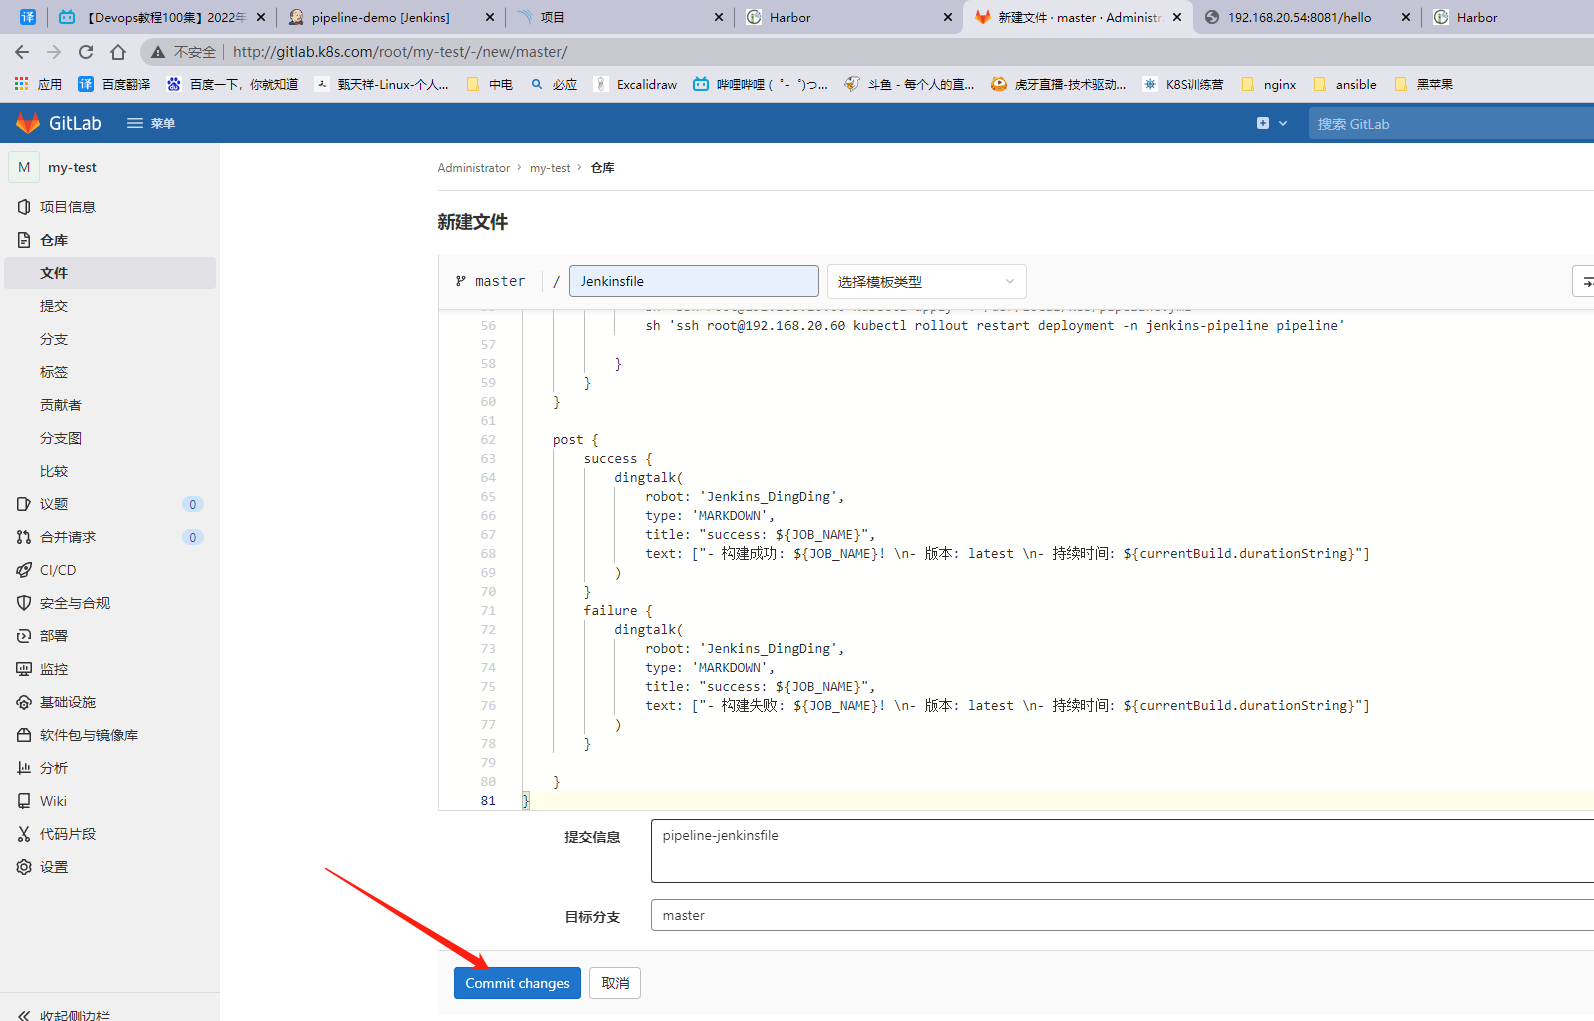 译
【Devops教程100集】2022年
pipeline-demo [Jenkins]
项目
Harbor
新建文件 · master · Administra
192.168.20.54:8081/hello
Harbor
不安全
http://gitlab.k8s.com/root/my-test/-/new/master/
应用
译 百度翻译
百度一下，你就知道
甄天祥-Linux-个人...
中电
必应
Excalidraw
哔哩哔哩 ( ゜- ゜)つ...
斗鱼 - 每个人的直...
虎牙直播-技术驱动...
K8S训练营
nginx
ansible
黑苹果
GitLab
菜单
搜索 GitLab
M my-test
项目信息
仓库
文件
提交
分支
标签
贡献者
分支图
比较
议题 0
合并请求 0
CI/CD
安全与合规
部署
监控
基础设施
软件包与镜像库
分析
Wiki
代码片段
设置
收起侧边栏
Administrator › my-test › 仓库
新建文件
master / Jenkinsfile 选择模板类型
56 sh 'ssh root@192.168.20.60 kubectl rollout restart deployment -n jenkins-pipeline pipeline'
57
58 }
59 }
60 }
61
62 post {
63 success {
64 dingtalk(
65 robot: 'Jenkins_DingDing',
66 type: 'MARKDOWN',
67 title: "success: ${JOB_NAME}",
68 text: ["- 构建成功: ${JOB_NAME}! \n- 版本: latest \n- 持续时间: ${currentBuild.durationString}"]
69 )
70 }
71 failure {
72 dingtalk(
73 robot: 'Jenkins_DingDing',
74 type: 'MARKDOWN',
75 title: "success: ${JOB_NAME}",
76 text: ["- 构建失败: ${JOB_NAME}! \n- 版本: latest \n- 持续时间: ${currentBuild.durationString}"]
77 )
78 }
79
80 }
81 }
提交信息
pipeline-jenkinsfile
目标分支
master
Commit changes 取消